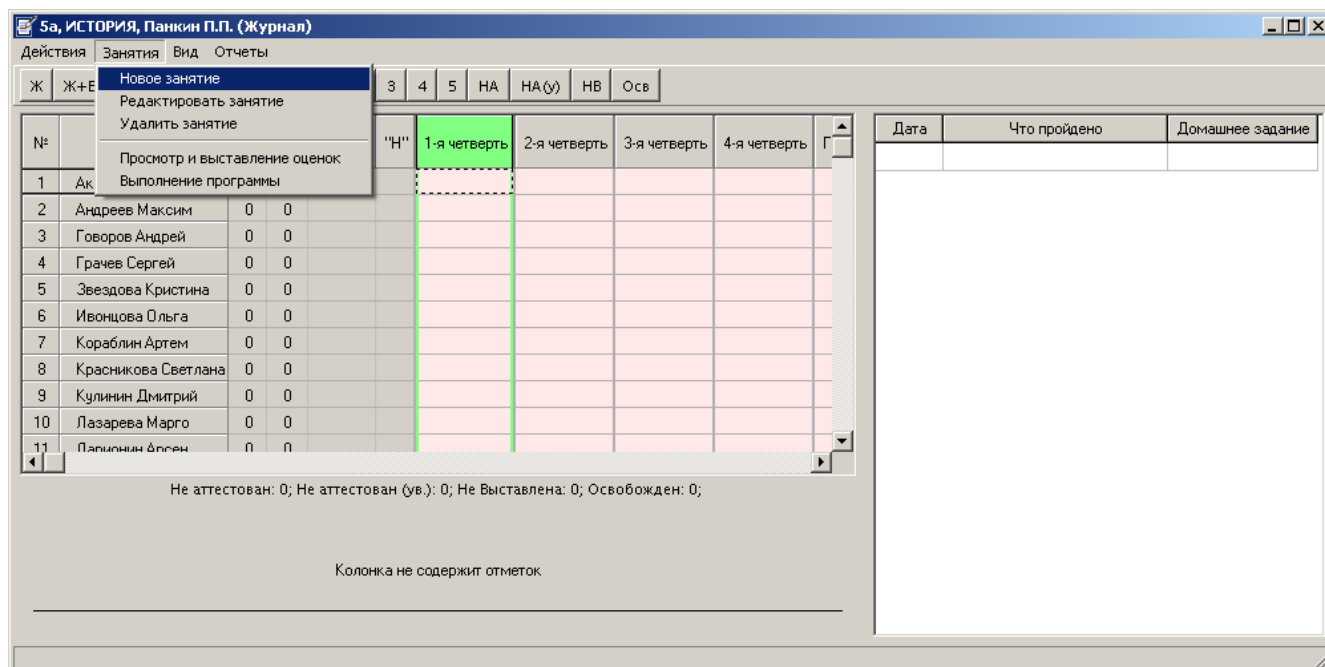 5а, ИСТОРИЯ, Панкин П.П. (Журнал)
Действия Занятия Вид Отчеты
Новое занятие
Редактировать занятие
Удалить занятие
Просмотр и выставление оценок
Выполнение программы
Ж Ж+ 3 4 5 НА НА(у) НВ Осв
№ "Н" 1-я четверть 2-я четверть 3-я четверть 4-я четверть Г
1 Ак
2 Андреев Максим 0 0
3 Говоров Андрей 0 0
4 Грачев Сергей 0 0
5 Звездова Кристина 0 0
6 Ивонцова Ольга 0 0
7 Кораблин Артем 0 0
8 Красникова Светлана 0 0
9 Кулинин Дмитрий 0 0
10 Лазарева Марго 0 0
11 Ларионин Арсен 0 0
Не аттестован: 0; Не аттестован (ув.): 0; Не Выставлена: 0; Освобожден: 0;
Колонка не содержит отметок
Дата Что пройдено Домашнее задание